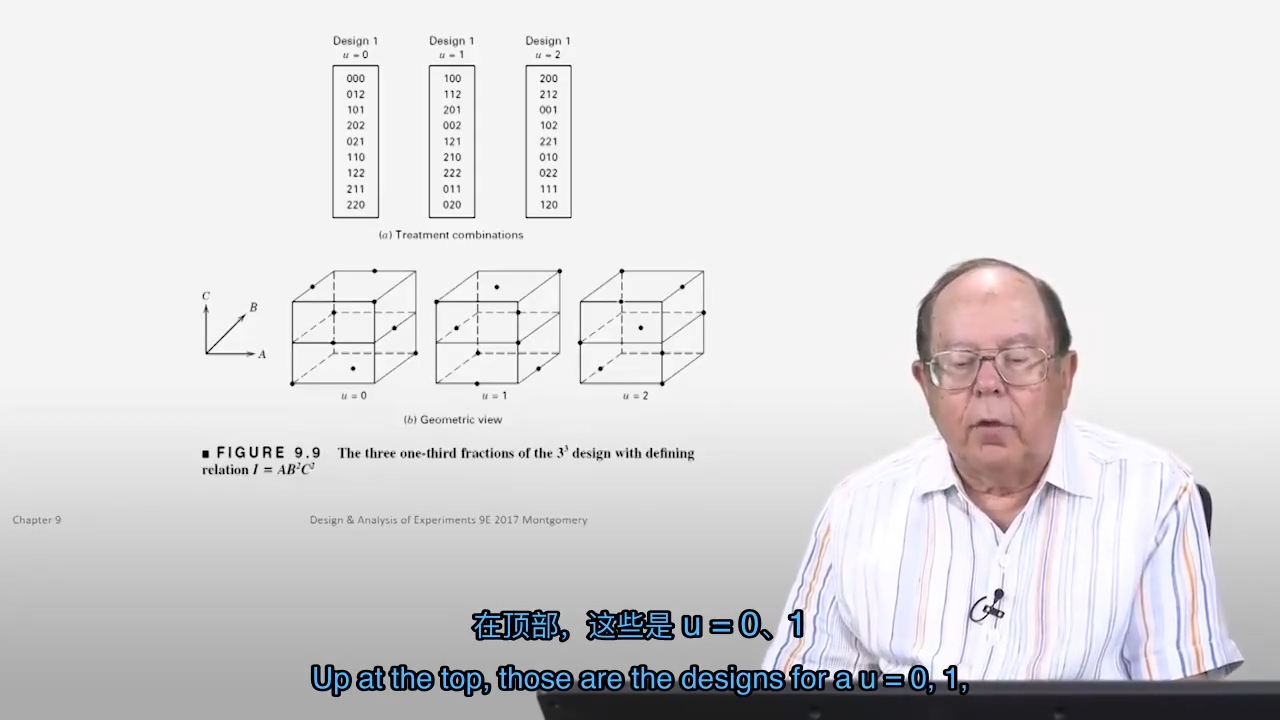 Design 1 Design 1 Design 1
u = 0 u = 1 u = 2
000 100 200
012 112 212
101 201 001
202 002 102
021 121 221
110 210 010
122 222 022
211 011 111
220 020 120
(a) Treatment combinations
C
B
A
u = 0 u = 1 u = 2
(b) Geometric view
■ FIGURE 9.9 The three one-third fractions of the 3³ design with defining
relation I = AB²C²
Chapter 9 Design & Analysis of Experiments 9E 2017 Montgomery
在顶部，这些是 u = 0、1
Up at the top, those are the designs for a u = 0, 1,